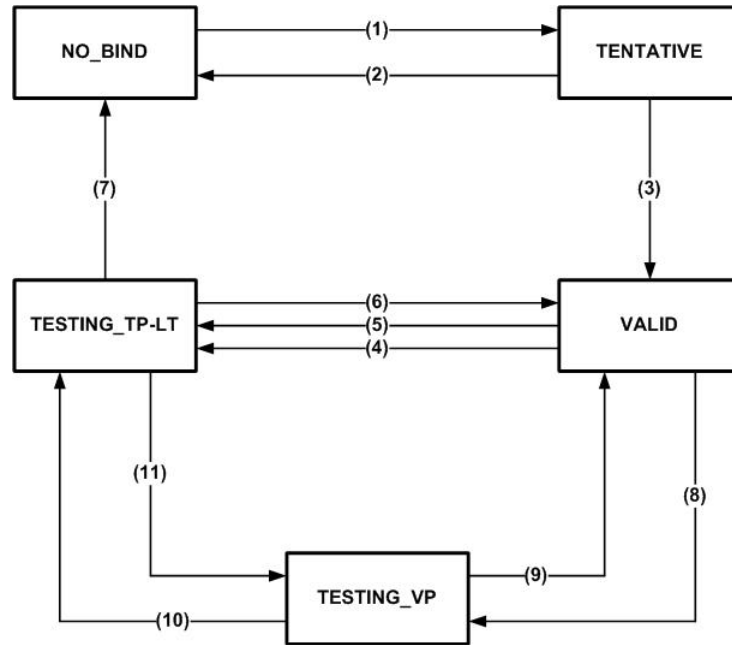 (1)
NO_BIND
TENTATIVE
(2)
(7)
(3)
(6)
TESTING_TP-LT
(5)
VALID
(4)
(11)
(8)
(9)
TESTING_VP
(10)